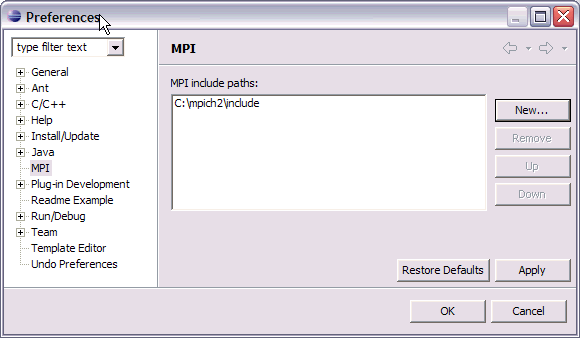 Preferences
type filter text
General
Ant
C/C++
Help
Install/Update
Java
MPI
Plug-in Development
Readme Example
Run/Debug
Team
Template Editor
Undo Preferences
MPI
MPI include paths:
C:\mpich2\include
New...
Remove
Up
Down
Restore Defaults
Apply
OK
Cancel